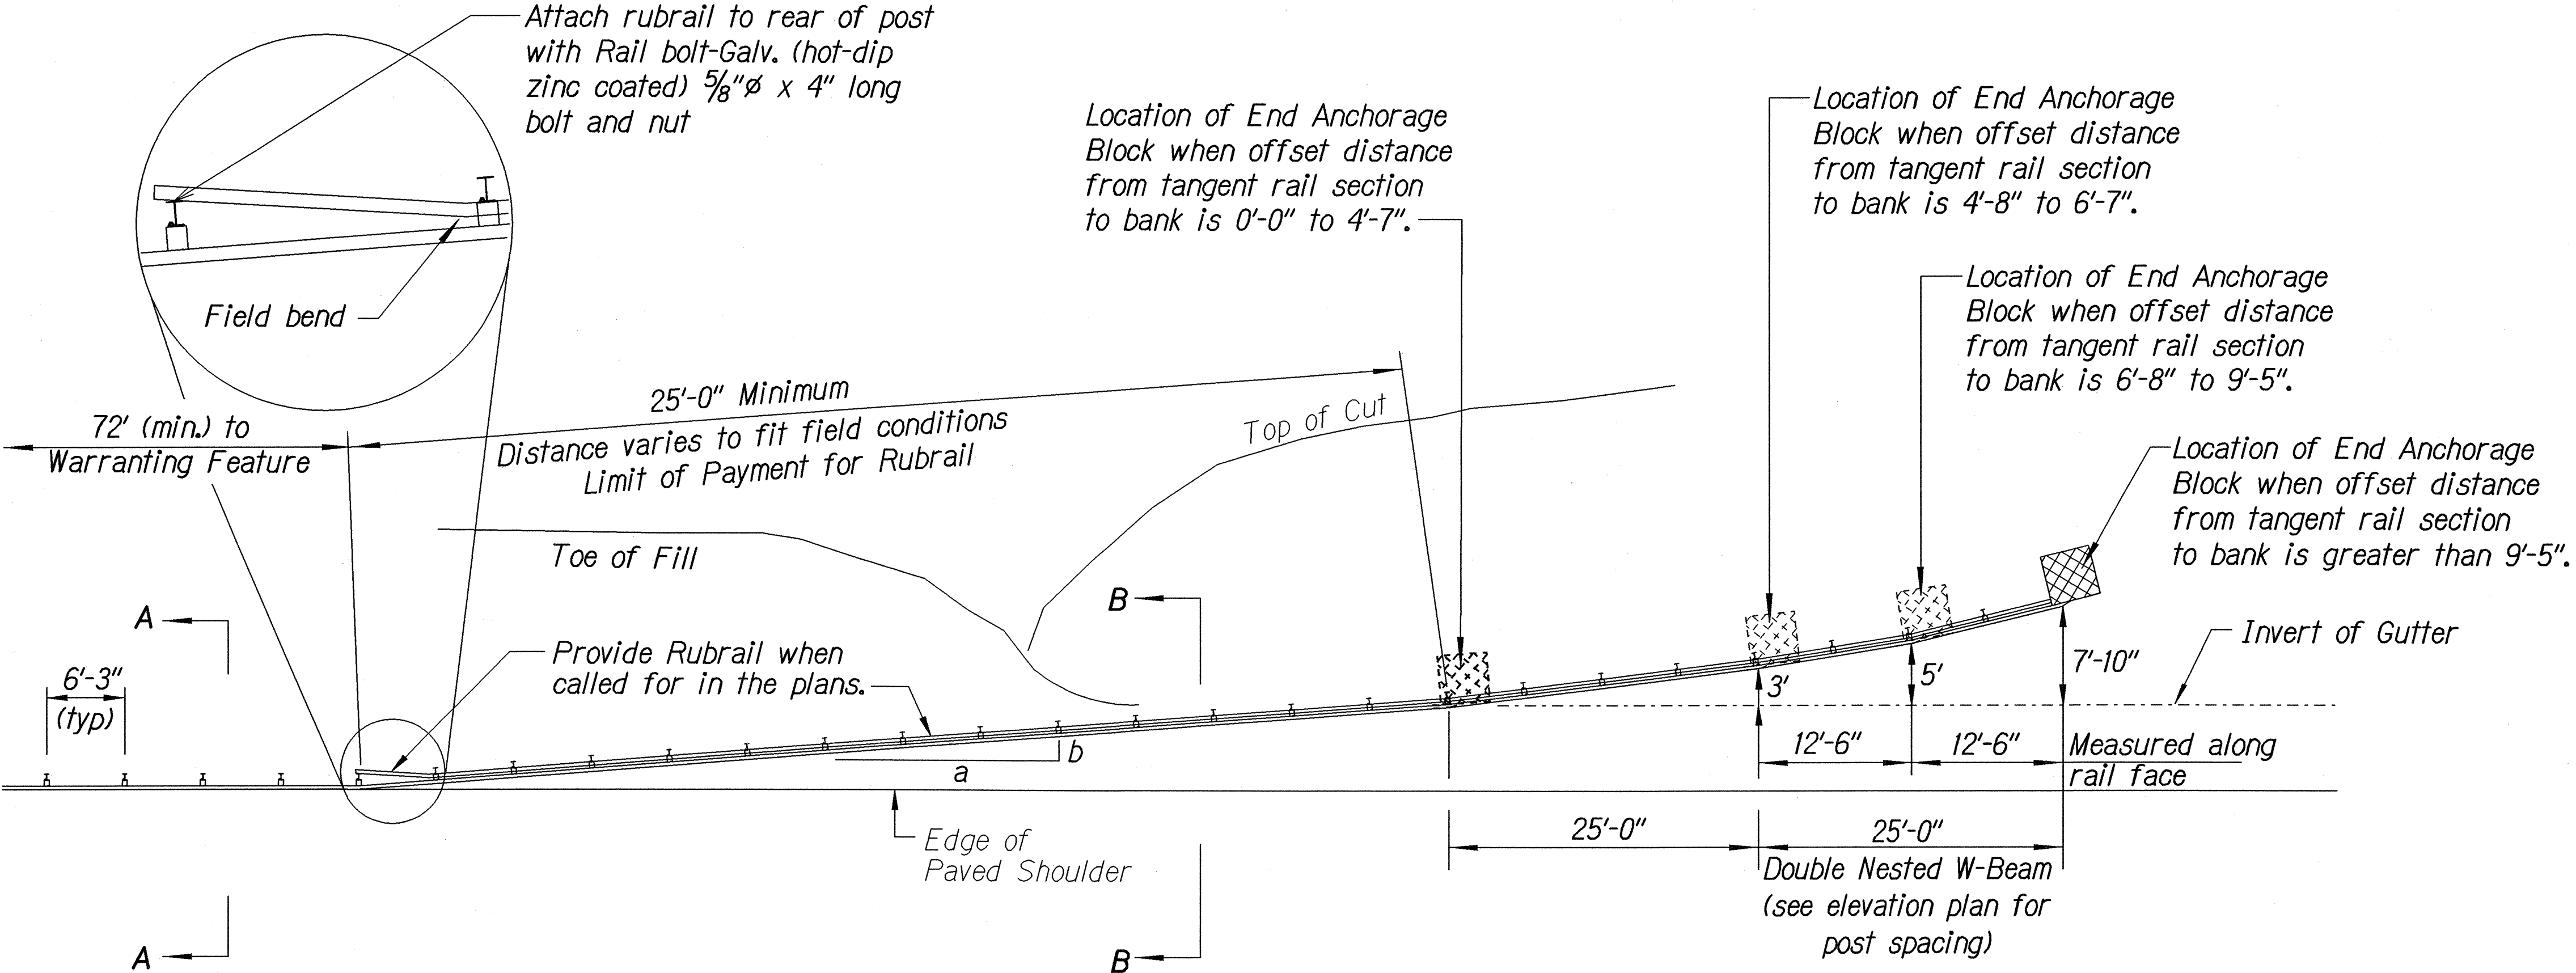 Attach rubrail to rear of post
with Rail bolt-Galv. (hot-dip
zinc coated) 5/8"ø x 4" long
bolt and nut
Field bend
Location of End Anchorage
Block when offset distance
from tangent rail section
to bank is 0'-0" to 4'-7".
Location of End Anchorage
Block when offset distance
from tangent rail section
to bank is 4'-8" to 6'-7".
Location of End Anchorage
Block when offset distance
from tangent rail section
to bank is 6'-8" to 9'-5".
Location of End Anchorage
Block when offset distance
from tangent rail section
to bank is greater than 9'-5".
72' (min.) to
Warranting Feature
25'-0" Minimum
Distance varies to fit field conditions
Limit of Payment for Rubrail
Top of Cut
Toe of Fill
A
B
6'-3"
(typ)
Provide Rubrail when
called for in the plans.
b
a
3'
5'
7'-10"
Invert of Gutter
12'-6"
12'-6"
Measured along
rail face
Edge of
Paved Shoulder
25'-0"
25'-0"
Double Nested W-Beam
(see elevation plan for
post spacing)
A
B